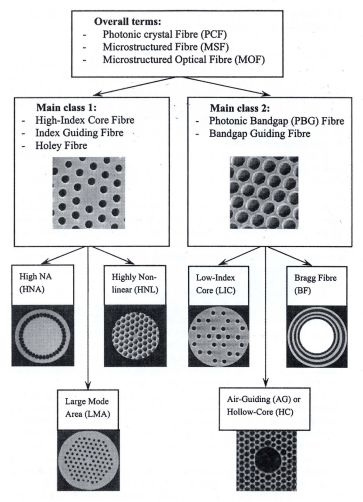 Overall terms:
- Photonic crystal Fibre (PCF)
- Microstructured Fibre (MSF)
- Microstructured Optical Fibre (MOF)
Main class 1:
- High-Index Core Fibre
- Index Guiding Fibre
- Holey Fibre
Main class 2:
- Photonic Bandgap (PBG) Fibre
- Bandgap Guiding Fibre
High NA
(HNA)
Highly Non-
linear (HNL)
Low-Index
Core (LIC)
Bragg Fibre
(BF)
Large Mode
Area (LMA)
Air-Guiding (AG) or
Hollow-Core (HC)